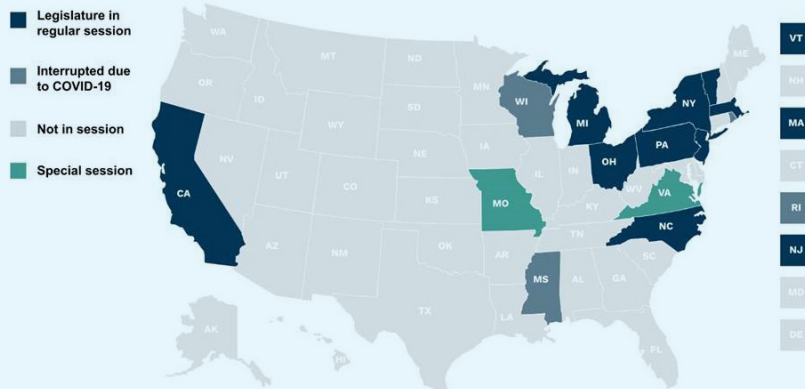 Legislature in
regular session
Interrupted due
to COVID-19
Not in session
Special session
WA
MT
ND
MN
ME
OR
ID
SD
WI
MI
NY
WY
IA
NE
PA
NV
OH
IL
IN
UT
CO
WV
CA
KS
MO
VA
KY
NC
TN
OK
AZ
NM
AR
SC
MS
AL
GA
TX
LA
AK
FL
HI
VT
NH
MA
CT
RI
NJ
MD
DE